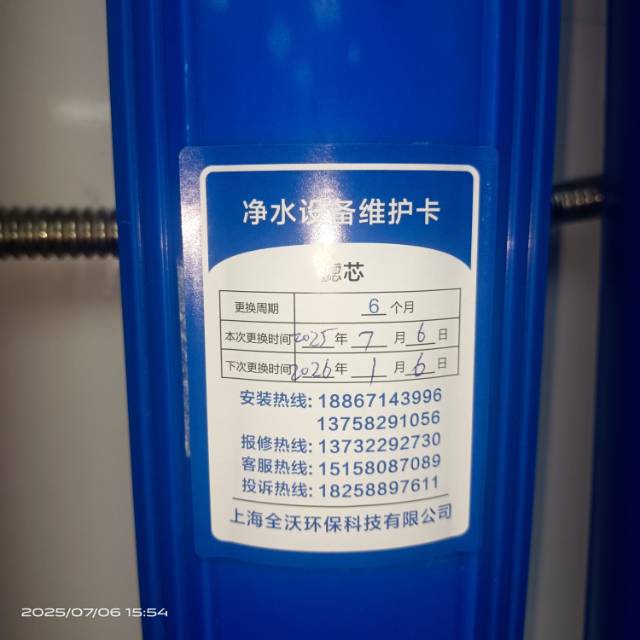 净水设备维护卡
滤芯
更换周期 6 个月
本次更换时间 2025 年 7 月 6 日
下次更换时间 2026 年 1 月 6 日
安装热线: 18867143996
13758291056
报修热线: 13732292730
客服热线: 15158087089
投诉热线: 18258897611
上海全沃环保科技有限公司
2025/07/06 15:54